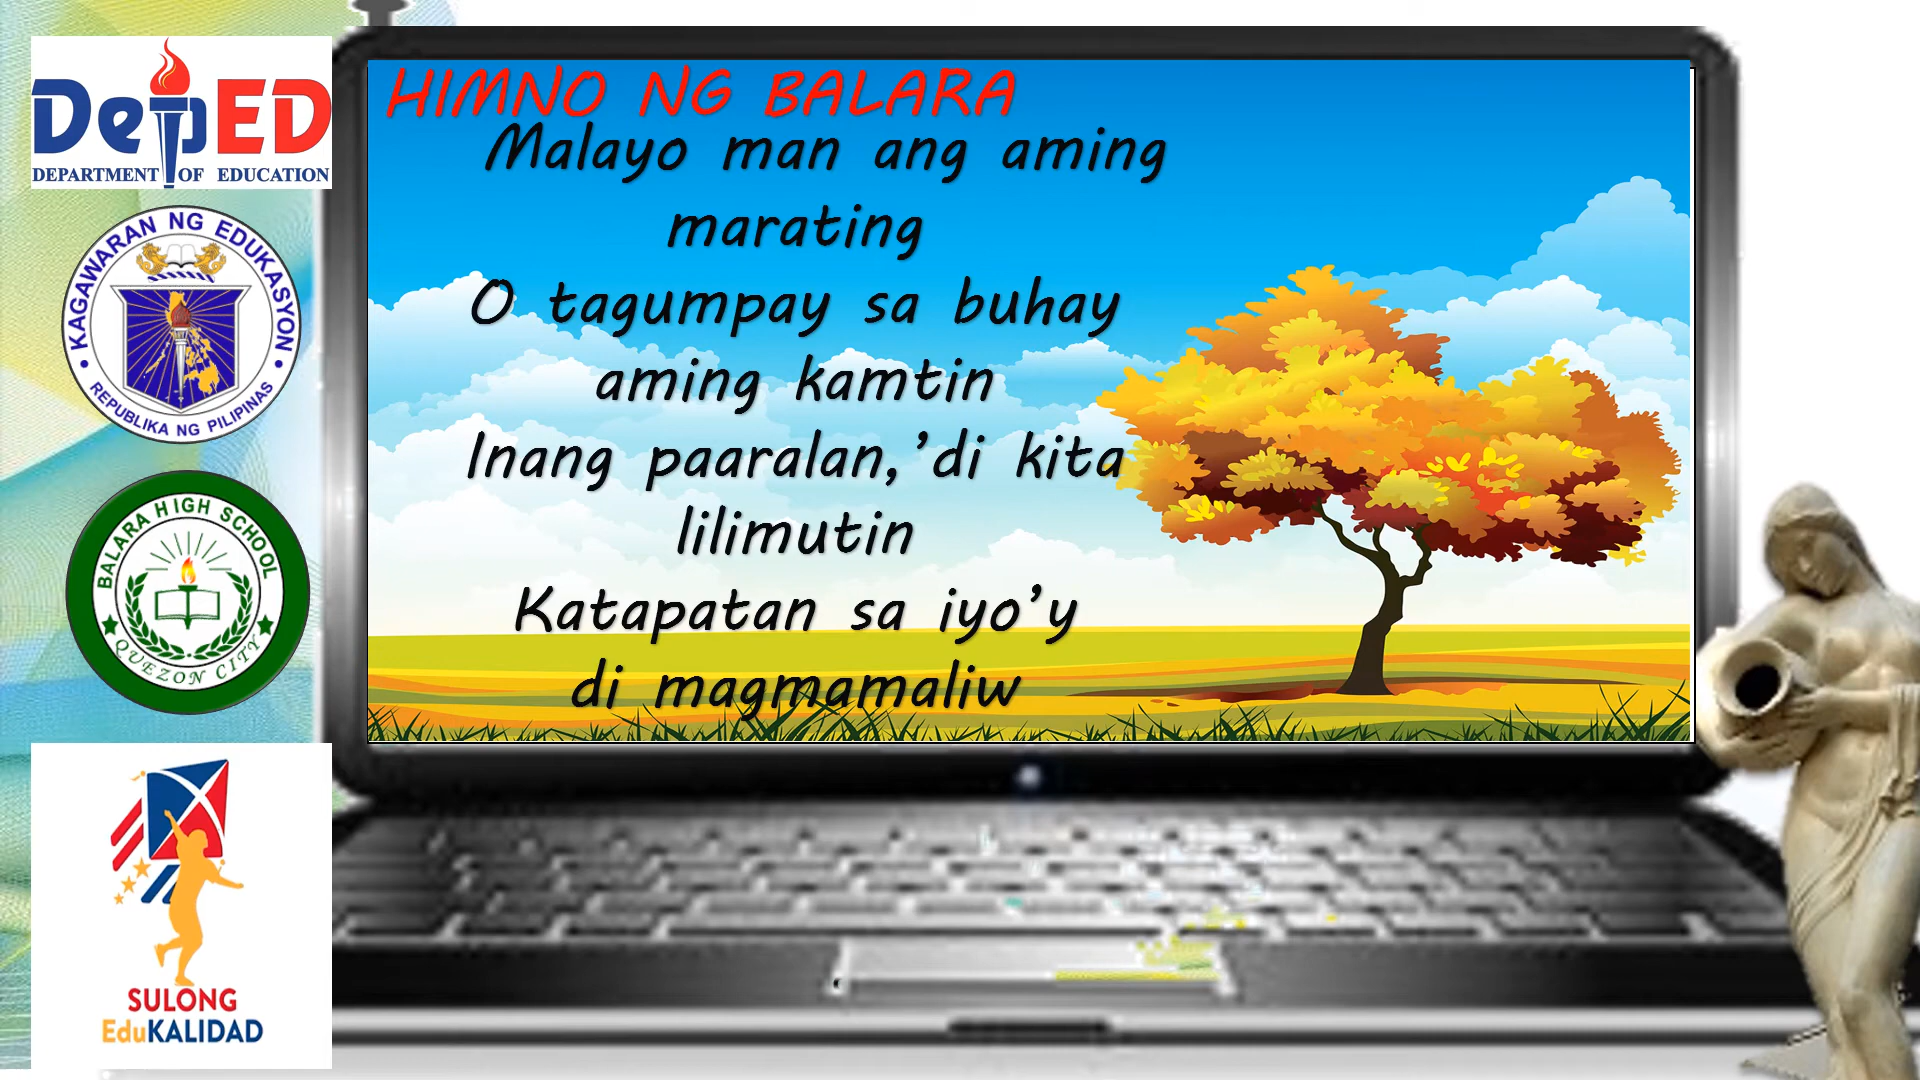 DepED
DEPARTMENT OF EDUCATION
KAGAWARAN NG EDUKASYON
REPUBLIKA NG PILIPINAS
BALARA HIGH SCHOOL
QUEZON CITY
SULONG
EduKALIDAD
HIMNO NG BALARA
Malayo man ang aming
marating
O tagumpay sa buhay
aming kamtin
Inang paaralan,’di kita
lilimutin
Katapatan sa iyo’y
di magmamaliw